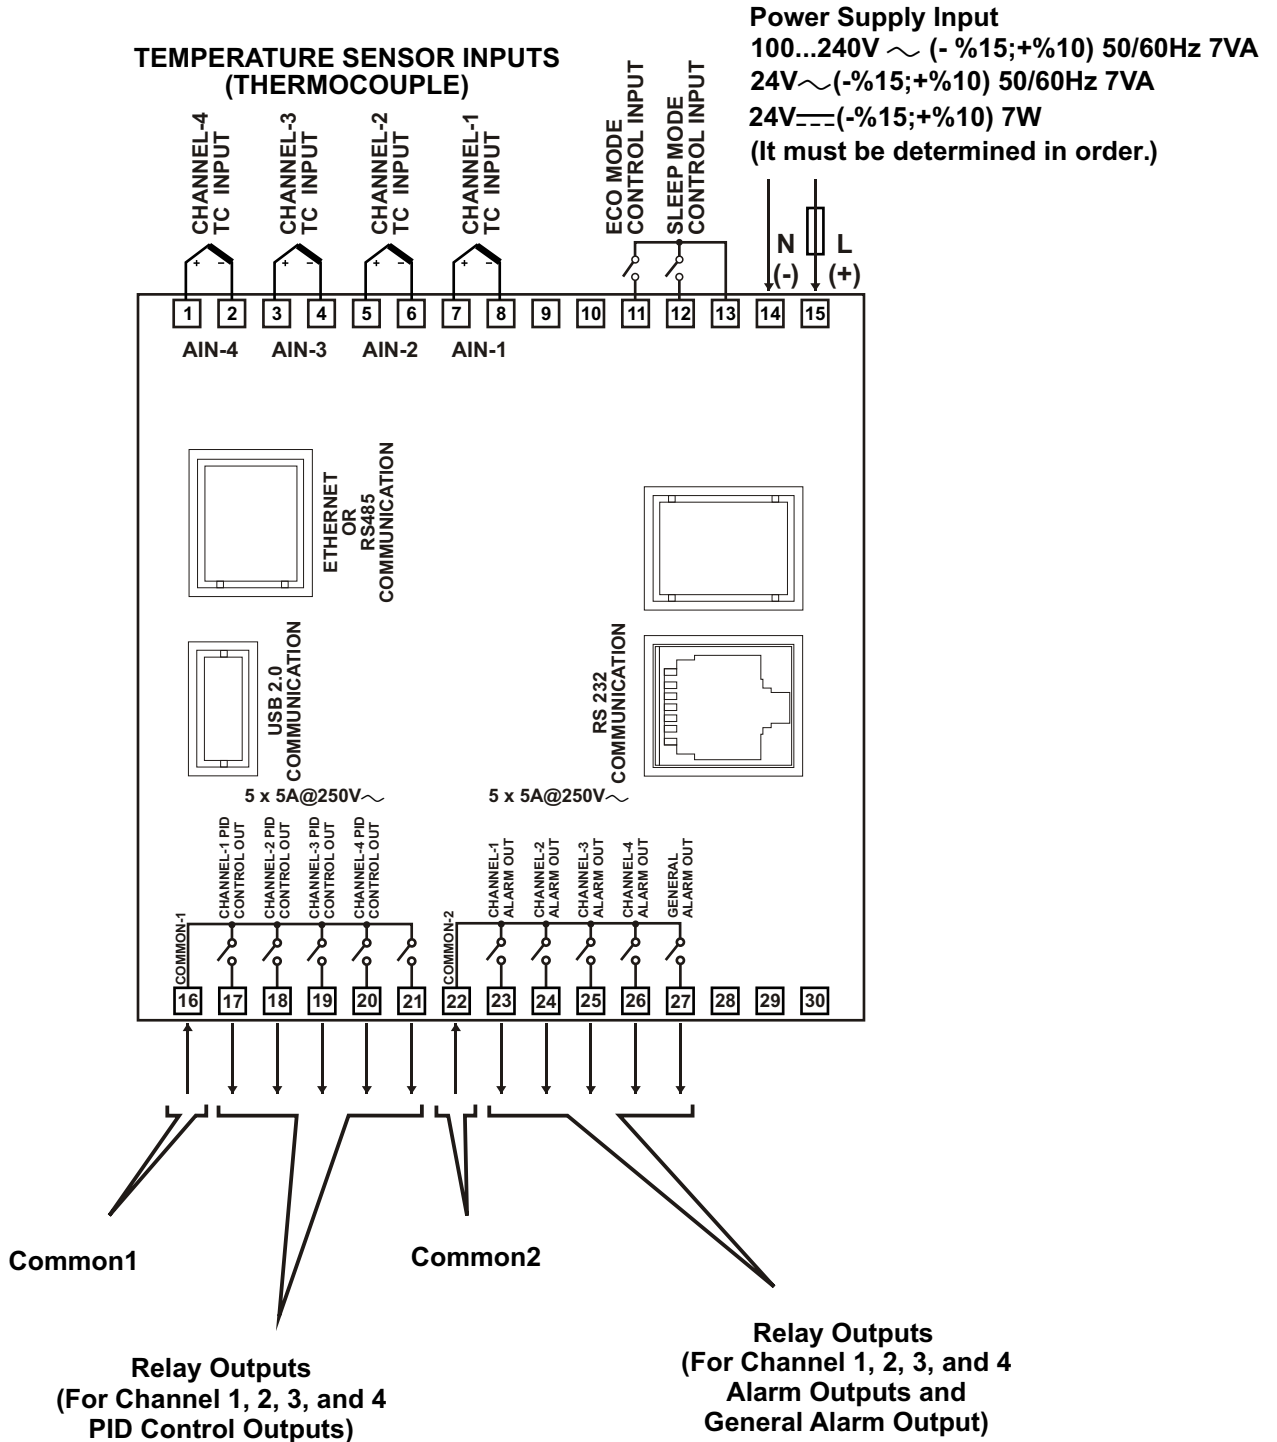 Power Supply Input
100...240V ~ (- %15;+%10) 50/60Hz 7VA
24V~(-%15;+%10) 50/60Hz 7VA
24V⎓(-%15;+%10) 7W
(It must be determined in order.)
TEMPERATURE SENSOR INPUTS
(THERMOCOUPLE)
CHANNEL-4
TC INPUT
CHANNEL-3
TC INPUT
CHANNEL-2
TC INPUT
CHANNEL-1
TC INPUT
ECO MODE
CONTROL INPUT
SLEEP MODE
CONTROL INPUT
N
(-)
L
(+)
+ - + - + - + -
1 2 3 4 5 6 7 8 9 10 11 12 13 14 15
AIN-4 AIN-3 AIN-2 AIN-1
ETHERNET
OR
RS485
COMMUNICATION
USB 2.0
COMMUNICATION
RS 232
COMMUNICATION
5 x 5A@250V~
5 x 5A@250V~
COMMON-1
CHANNEL-1 PID
CONTROL OUT
CHANNEL-2 PID
CONTROL OUT
CHANNEL-3 PID
CONTROL OUT
CHANNEL-4 PID
CONTROL OUT
COMMON-2
CHANNEL-1
ALARM OUT
CHANNEL-2
ALARM OUT
CHANNEL-3
ALARM OUT
CHANNEL-4
ALARM OUT
GENERAL
ALARM OUT
16 17 18 19 20 21 22 23 24 25 26 27 28 29 30
Common1
Common2
Relay Outputs
(For Channel 1, 2, 3, and 4
PID Control Outputs)
Relay Outputs
(For Channel 1, 2, 3, and 4
Alarm Outputs and
General Alarm Output)